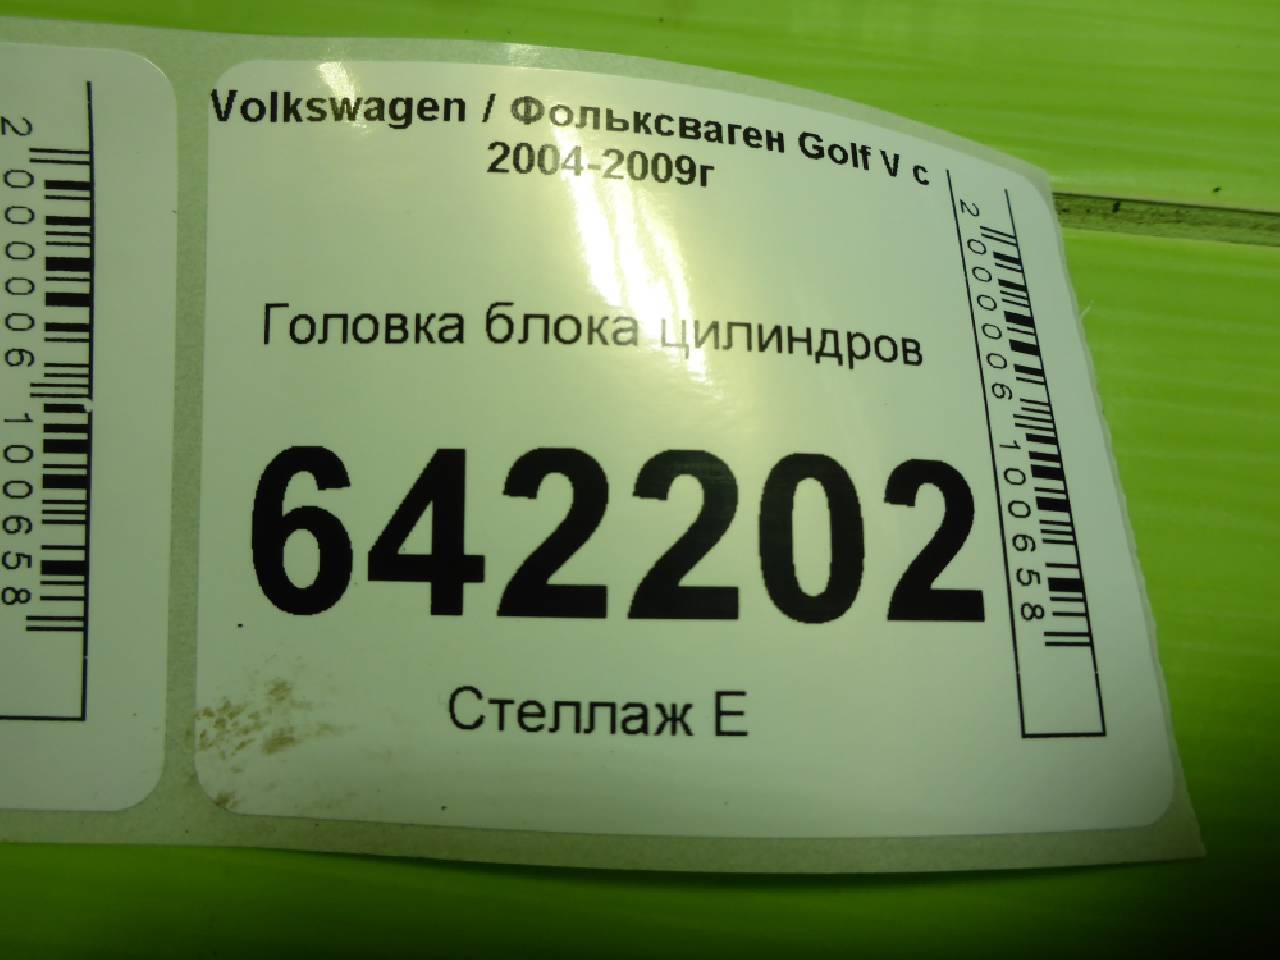 2000006100658
Volkswagen / Фольксваген Golf V с
2004-2009г
Головка блока цилиндров
642202
Стеллаж Е
2000006100658